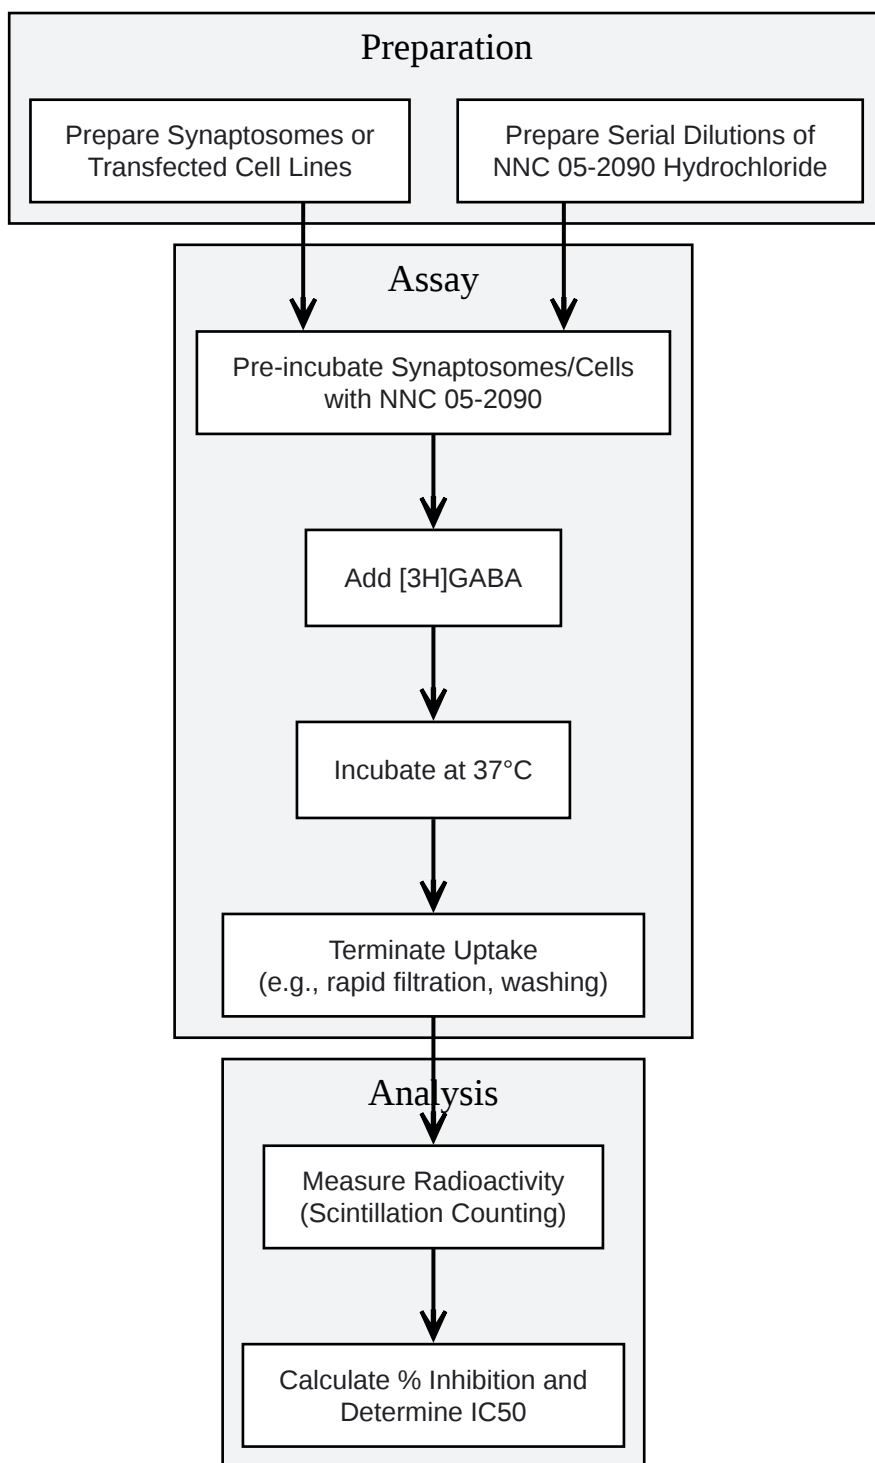 Preparation
Prepare Synaptosomes or
Transfected Cell Lines
Prepare Serial Dilutions of
NNC 05-2090 Hydrochloride
Assay
Pre-incubate Synaptosomes/Cells
with NNC 05-2090
Add [3H]GABA
Incubate at 37°C
Terminate Uptake
(e.g., rapid filtration, washing)
Analysis
Measure Radioactivity
(Scintillation Counting)
Calculate % Inhibition and
Determine IC50